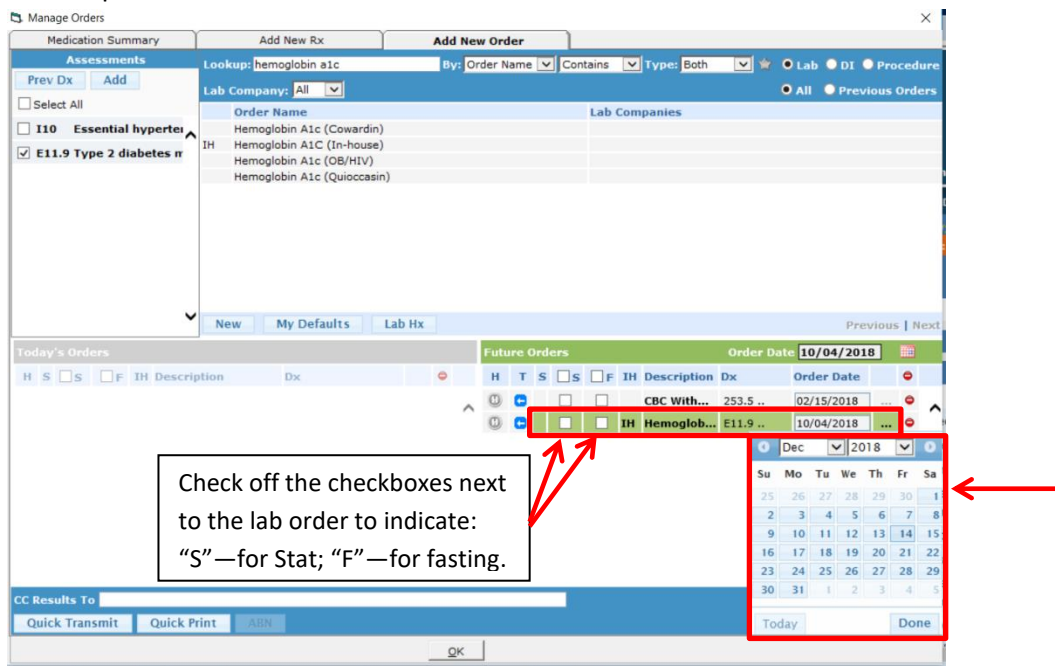 Manage Orders
Medication Summary Add New Rx Add New Order
Assessments
Prev Dx Add
Select All
I10 Essential hyperte
E11.9 Type 2 diabetes m
Lookup: hemoglobin a1c By: Order Name Contains Type: Both Lab DI Procedure
Lab Company: All All Previous Orders
Order Name Lab Companies
Hemoglobin A1c (Cowardin)
IH Hemoglobin A1C (In-house)
Hemoglobin A1c (OB/HIV)
Hemoglobin A1c (Quioccasin)
New My Defaults Lab Hx Previous | Next
Today's Orders
H S S F IH Description Dx
Future Orders Order Date 10/04/2018
H T S S F IH Description Dx Order Date
CBC With... 253.5 .. 02/15/2018 ...
IH Hemoglob... E11.9 .. 10/04/2018 ...
Dec 2018
Su Mo Tu We Th Fr Sa
25 26 27 28 29 30 1
2 3 4 5 6 7 8
9 10 11 12 13 14 15
16 17 18 19 20 21 22
23 24 25 26 27 28 29
30 31 1 2 3 4 5
Today Done
Check off the checkboxes next
to the lab order to indicate:
“S”—for Stat; “F”—for fasting.
CC Results To
Quick Transmit Quick Print ABN
OK